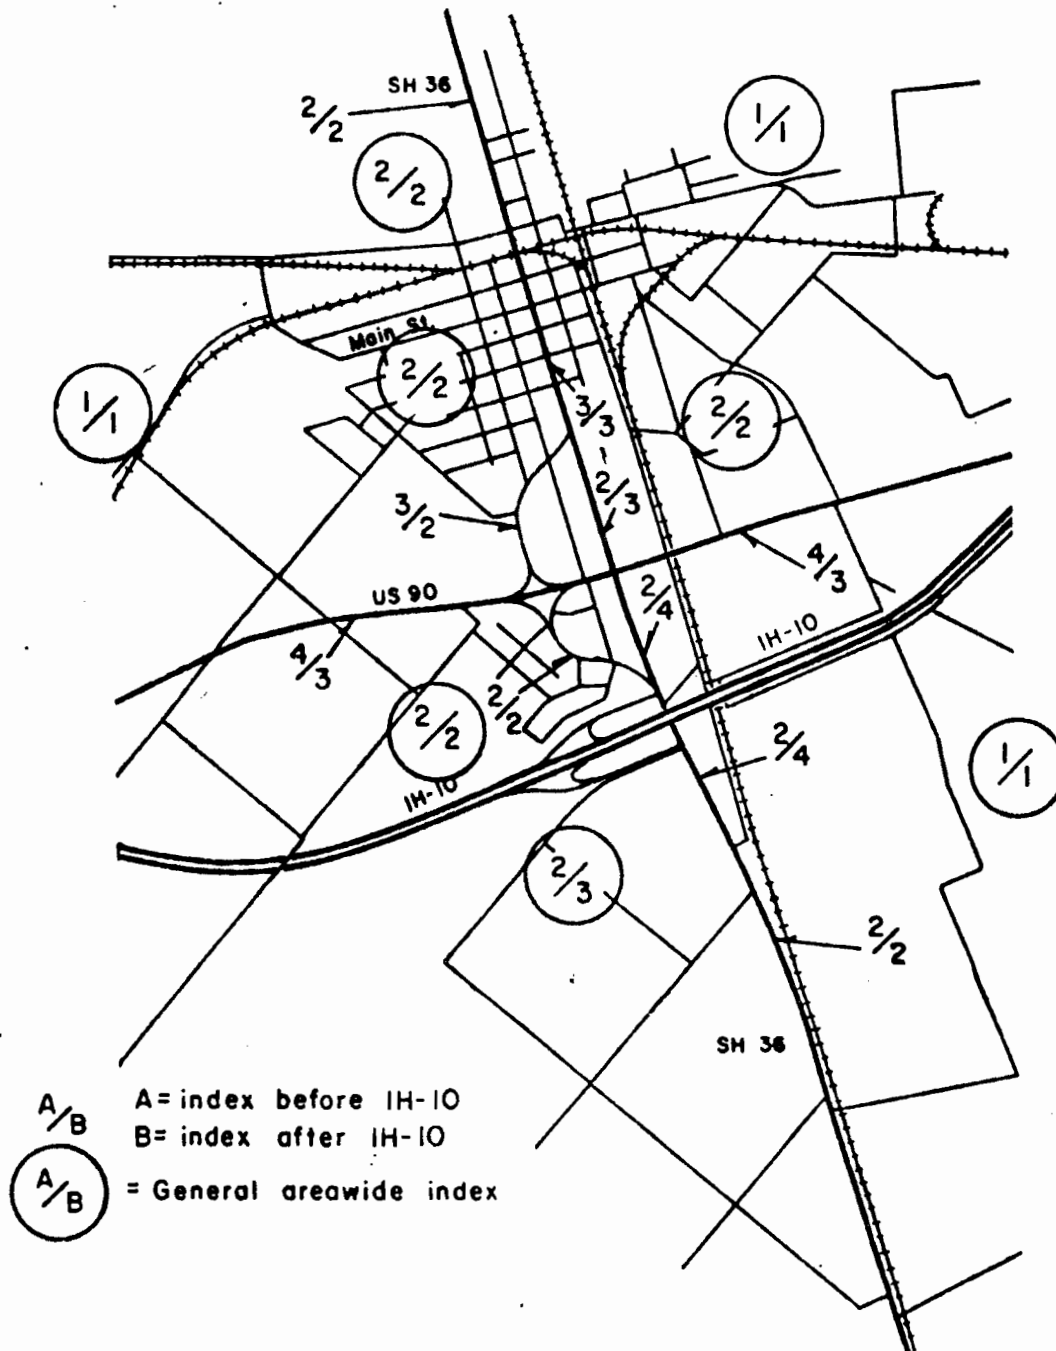 SH 36
2/2
1/1
2/2
Main St.
2/2
1/1
3/3
2/2
2/3
3/2
4/3
US 90
2/4
IH-10
4/3
2/2
2/2
2/4
1/1
IH-10
2/3
2/2
SH 36
A/B A= index before IH-10
B= index after IH-10
A/B = General areawide index